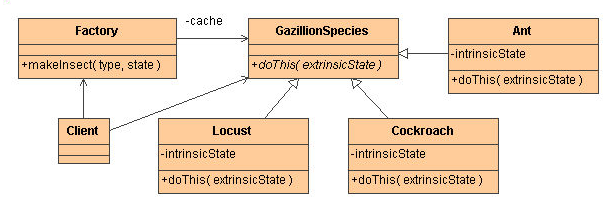 Factory
+makeInsect( type, state )
-cache
GazillionSpecies
+doThis( extrinsicState )
Ant
-intrinsicState
+doThis( extrinsicState )
Client
Locust
-intrinsicState
+doThis( extrinsicState )
Cockroach
-intrinsicState
+doThis( extrinsicState )